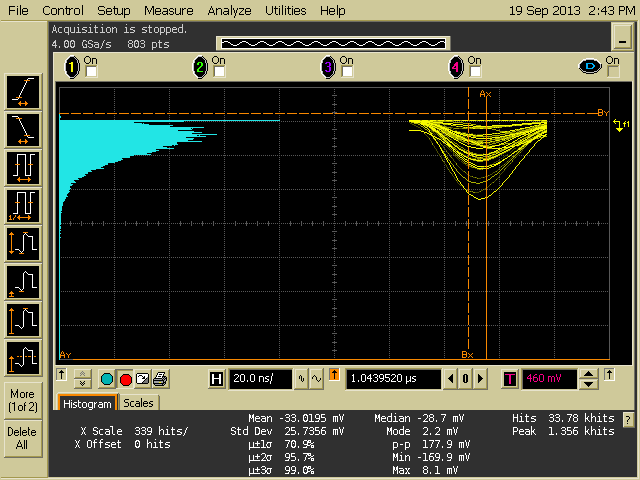 File Control Setup Measure Analyze Utilities Help 19 Sep 2013 2:43 PM
Acquisition is stopped.
4.00 GSa/s 803 pts
1 On 2 On 3 On 4 On D On
Ax
By
f1
Ay
Bx
H 20.0 ns/ 1.0439520 µs 0 T 460 mV
More
(1 of 2)
Delete
All
Histogram Scales
Mean -33.0195 mV Median -28.7 mV Hits 33.78 khits ?
X Scale 339 hits/ Std Dev 25.7356 mV Mode 2.2 mV Peak 1.356 khits
X Offset 0 hits µ±1σ 70.9% p-p 177.9 mV
µ±2σ 95.7% Min -169.9 mV
µ±3σ 99.0% Max 8.1 mV